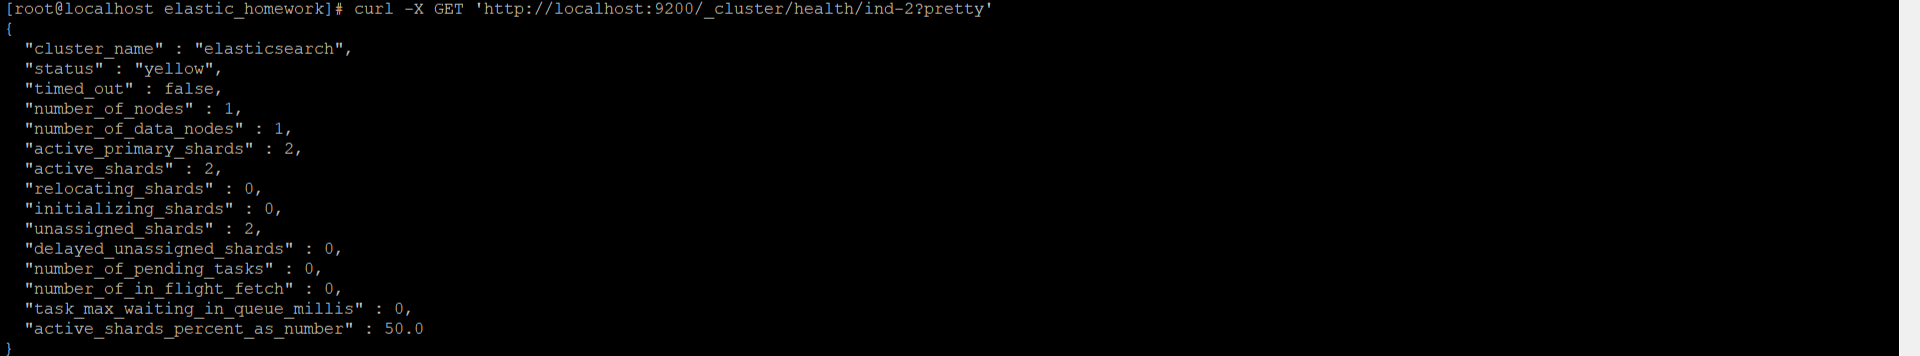 [root@localhost elastic_homework]# curl -X GET 'http://localhost:9200/_cluster/health/ind-2?pretty'
{
  "cluster_name" : "elasticsearch",
  "status" : "yellow",
  "timed_out" : false,
  "number_of_nodes" : 1,
  "number_of_data_nodes" : 1,
  "active_primary_shards" : 2,
  "active_shards" : 2,
  "relocating_shards" : 0,
  "initializing_shards" : 0,
  "unassigned_shards" : 2,
  "delayed_unassigned_shards" : 0,
  "number_of_pending_tasks" : 0,
  "number_of_in_flight_fetch" : 0,
  "task_max_waiting_in_queue_millis" : 0,
  "active_shards_percent_as_number" : 50.0
}